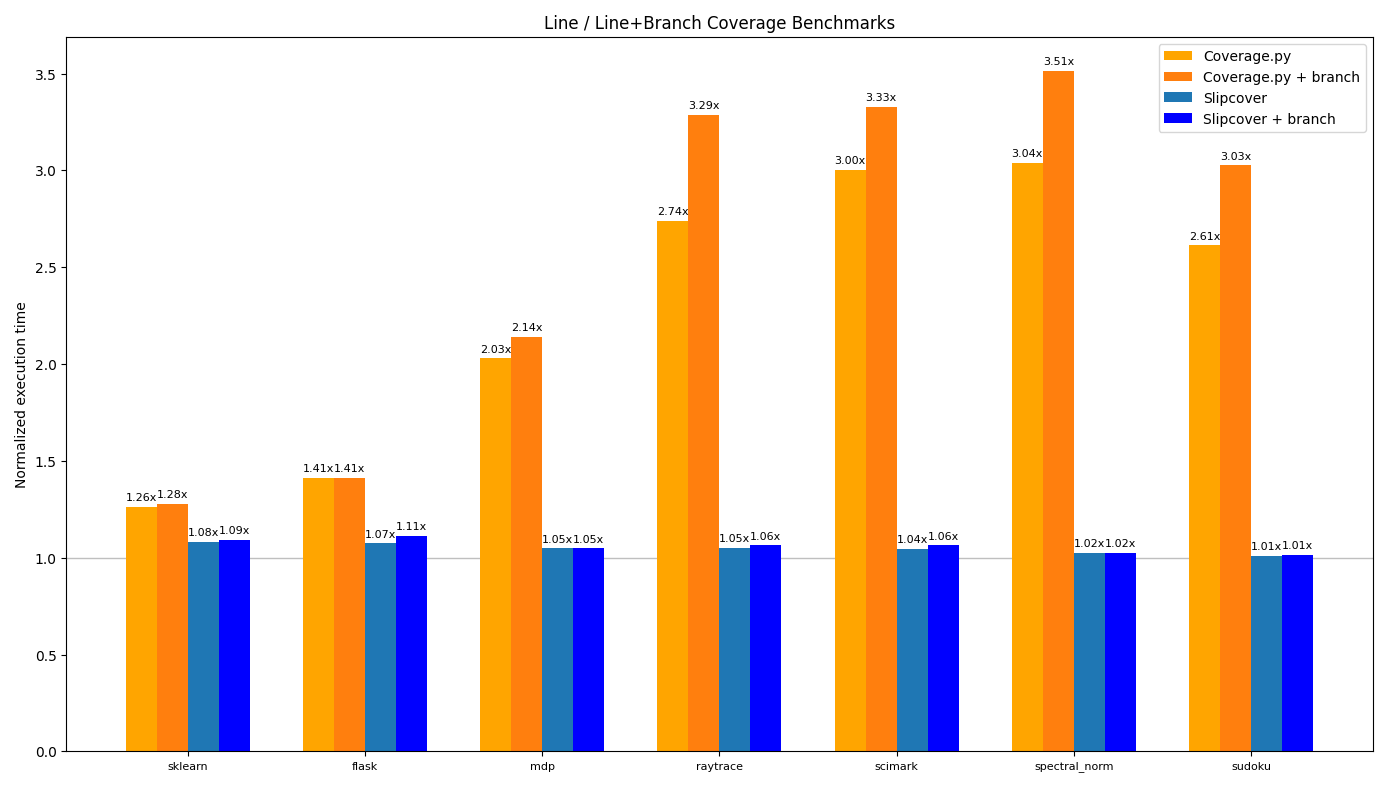 Line / Line+Branch Coverage Benchmarks
Coverage.py
Coverage.py + branch
Slipcover
Slipcover + branch
Normalized execution time
3.5
3.0
2.5
2.0
1.5
1.0
0.5
0.0
1.26x 1.28x 1.08x 1.09x
1.41x 1.41x 1.07x 1.11x
2.03x 2.14x 1.05x 1.05x
2.74x 3.29x 1.05x 1.06x
3.00x 3.33x 1.04x 1.06x
3.04x 3.51x 1.02x 1.02x
2.61x 3.03x 1.01x 1.01x
sklearn flask mdp raytrace scimark spectral_norm sudoku